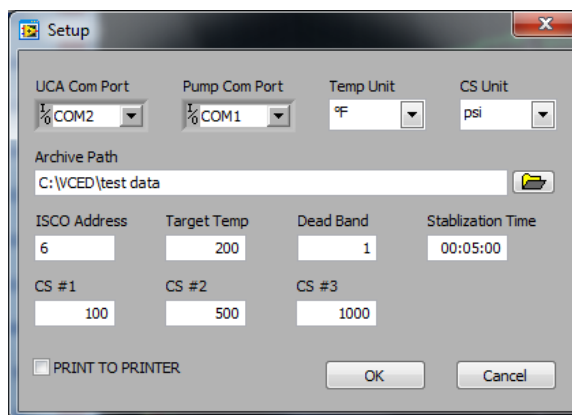 Setup
UCA Com Port Pump Com Port Temp Unit CS Unit
I/O COM2 I/O COM1 °F psi
Archive Path
C:\VCED\test data
ISCO Address Target Temp Dead Band Stablization Time
6 200 1 00:05:00
CS #1 CS #2 CS #3
100 500 1000
PRINT TO PRINTER OK Cancel